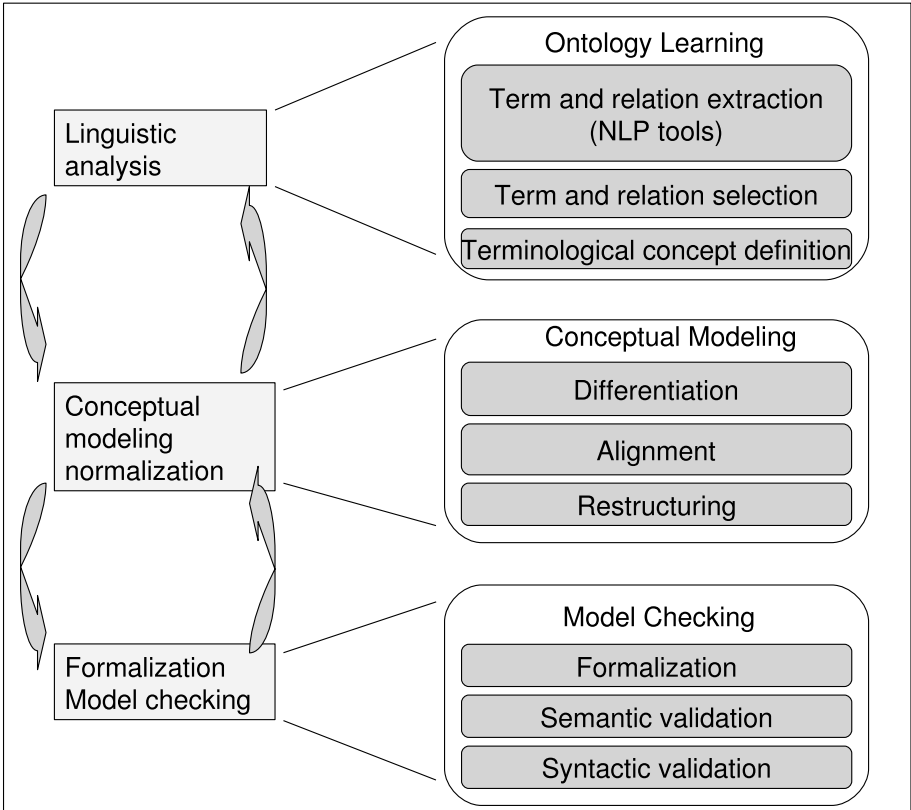 Linguistic
analysis
Ontology Learning
Term and relation extraction
(NLP tools)
Term and relation selection
Terminological concept definition
Conceptual
modeling
normalization
Conceptual Modeling
Differentiation
Alignment
Restructuring
Formalization
Model checking
Model Checking
Formalization
Semantic validation
Syntactic validation